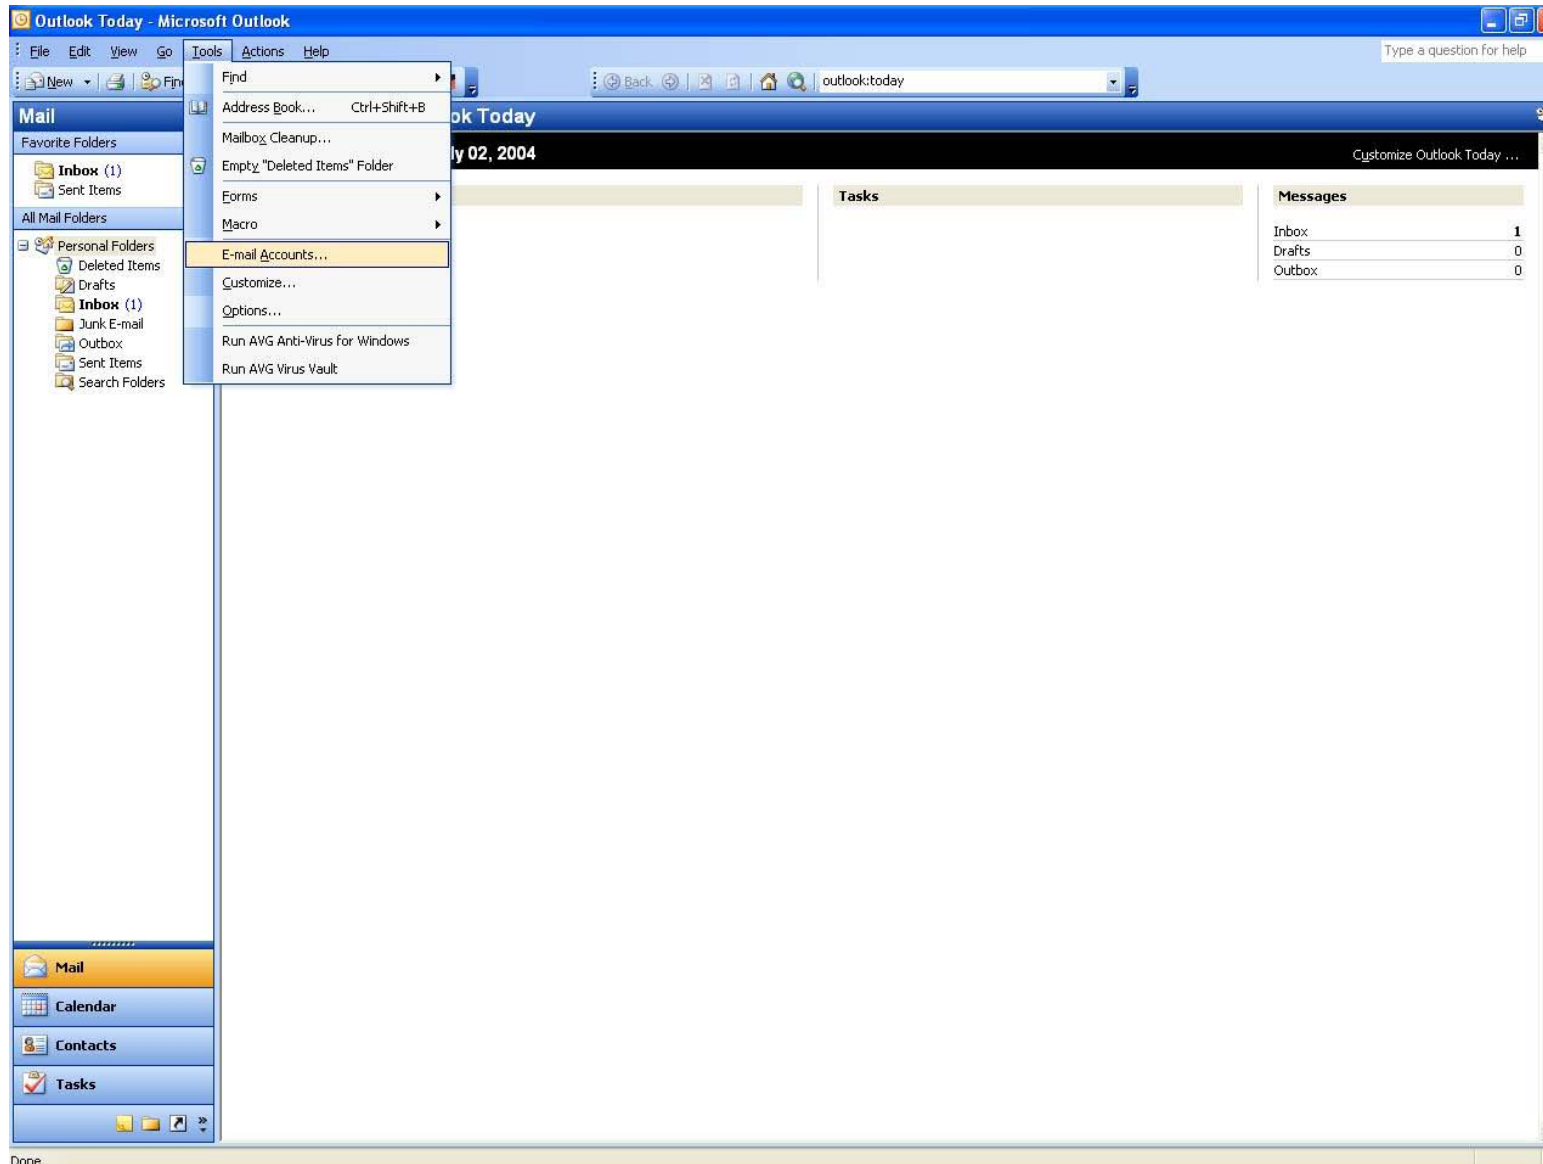 Outlook Today - Microsoft Outlook
File Edit View Go Tools Actions Help Type a question for help
New Fin Back outlook:today
Mail ok Today
Favorite Folders
Inbox (1)
Sent Items
All Mail Folders
Personal Folders
Deleted Items
Drafts
Inbox (1)
Junk E-mail
Outbox
Sent Items
Search Folders
Find
Address Book... Ctrl+Shift+B
Mailbox Cleanup...
Empty "Deleted Items" Folder
Forms
Macro
E-mail Accounts...
Customize...
Options...
Run AVG Anti-Virus for Windows
Run AVG Virus Vault
ly 02, 2004 Customize Outlook Today ...
Tasks
Messages
Inbox 1
Drafts 0
Outbox 0
Mail
Calendar
Contacts
Tasks
Done